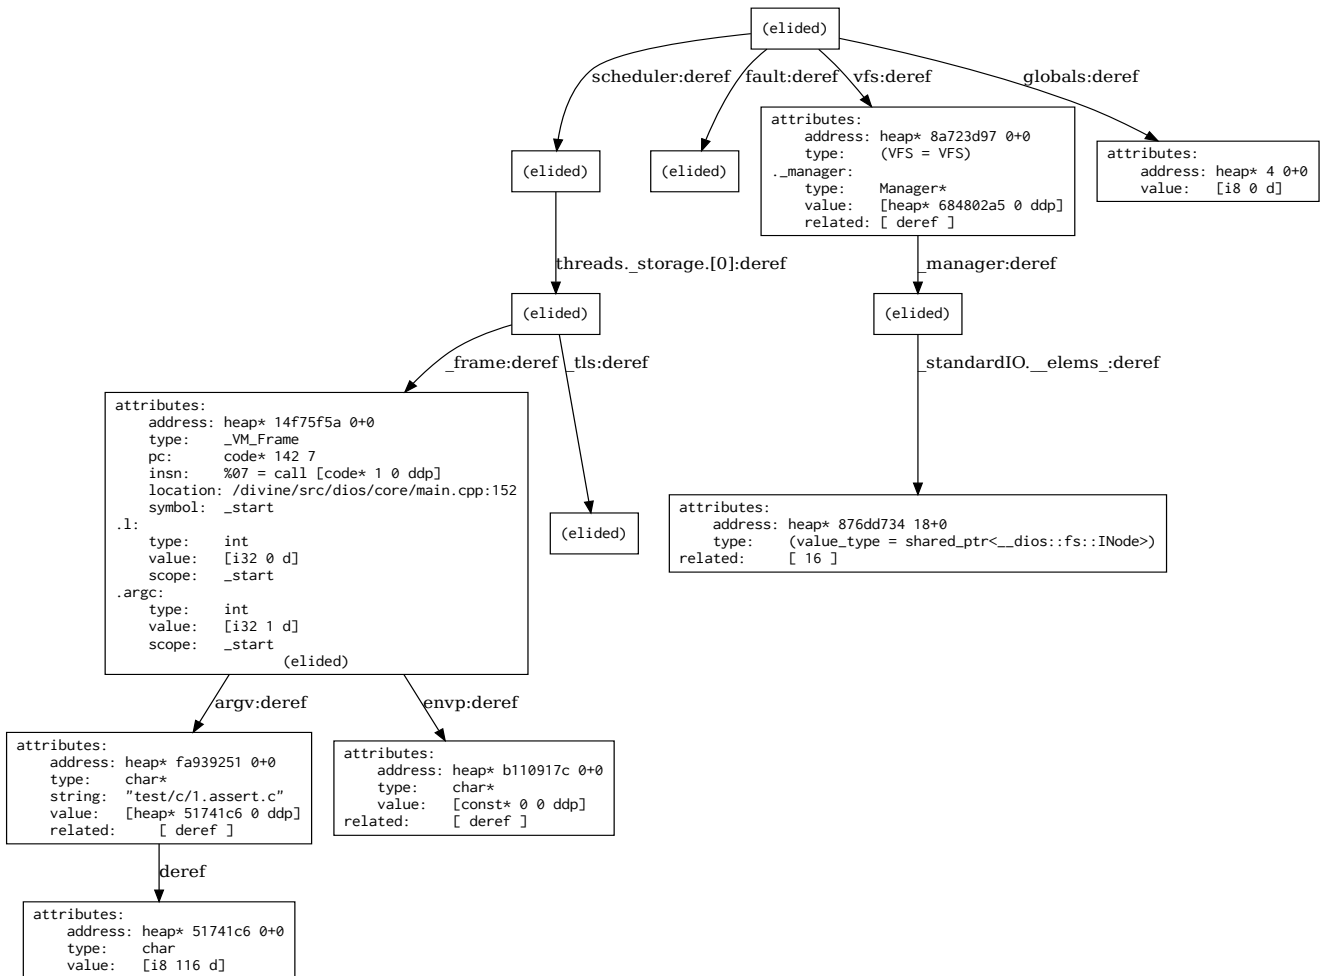 (elided)
scheduler:deref
fault:deref
vfs:deref
globals:deref
(elided)
(elided)
attributes:
    address: heap* 8a723d97 0+0
    type:    (VFS = VFS)
._manager:
    type:    Manager*
    value:   [heap* 684802a5 0 ddp]
    related: [ deref ]
attributes:
    address: heap* 4 0+0
    value:   [i8 0 d]
threads._storage.[0]:deref
_manager:deref
(elided)
(elided)
_frame:deref
_tls:deref
_standardIO.__elems_:deref
attributes:
    address: heap* 14f75f5a 0+0
    type:    _VM_Frame
    pc:      code* 142 7
    insn:    %07 = call [code* 1 0 ddp]
    location: /divine/src/dios/core/main.cpp:152
    symbol:  _start
.l:
    type:    int
    value:   [i32 0 d]
    scope:   _start
.argc:
    type:    int
    value:   [i32 1 d]
    scope:   _start
(elided)
(elided)
attributes:
    address: heap* 876dd734 18+0
    type:    (value_type = shared_ptr<__dios::fs::INode>)
related:     [ 16 ]
argv:deref
envp:deref
attributes:
    address: heap* fa939251 0+0
    type:    char*
    string:  "test/c/1.assert.c"
    value:   [heap* 51741c6 0 ddp]
    related:     [ deref ]
attributes:
    address: heap* b110917c 0+0
    type:    char*
    value:   [const* 0 0 ddp]
related:     [ deref ]
deref
attributes:
    address: heap* 51741c6 0+0
    type:    char
    value:   [i8 116 d]